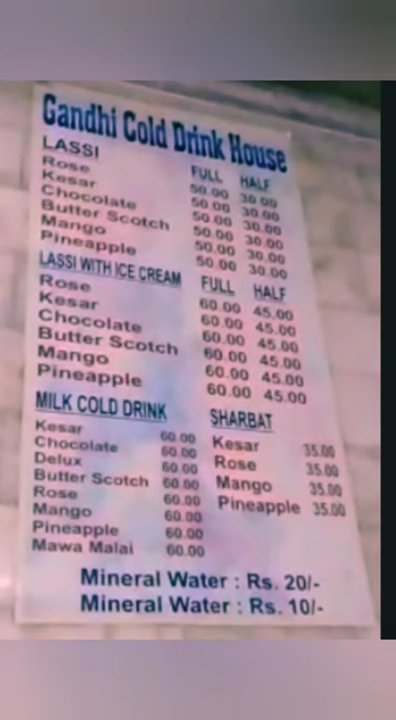 Gandhi Cold Drink House
LASSI FULL HALF
Rose 50.00 30.00
Kesar 50.00 30.00
Chocolate 50.00 30.00
Butter Scotch 50.00 30.00
Mango 50.00 30.00
Pineapple 50.00 30.00
LASSI WITH ICE CREAM FULL HALF
Rose 60.00 45.00
Kesar 60.00 45.00
Chocolate 60.00 45.00
Butter Scotch 60.00 45.00
Mango 60.00 45.00
Pineapple 60.00 45.00
MILK COLD DRINK
Kesar 60.00
Chocolate 60.00
Delux 60.00
Butter Scotch 60.00
Rose 60.00
Mango 60.00
Pineapple 60.00
Mawa Malai 60.00
SHARBAT
Kesar 35.00
Rose 35.00
Mango 35.00
Pineapple 35.00
Mineral Water : Rs. 20/-
Mineral Water : Rs. 10/-